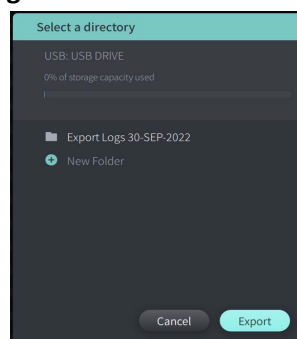 Select a directory
USB: USB DRIVE
0% of storage capacity used
Export Logs 30-SEP-2022
New Folder
Cancel
Export